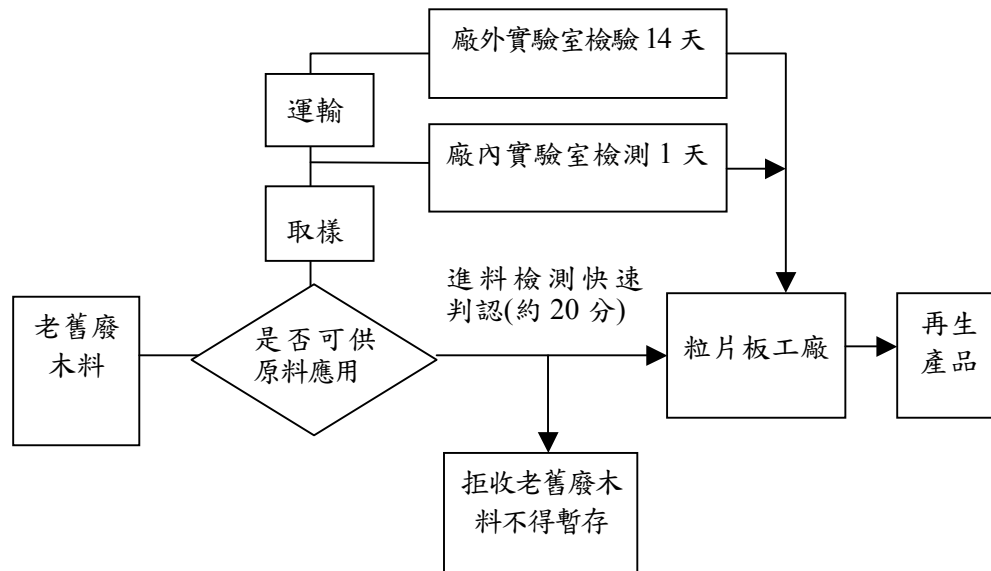 廠外實驗室檢驗 14 天
運輸
廠內實驗室檢測 1 天
取樣
進料檢測快速
判認(約 20 分)
老舊廢
木料
是否可供
原料應用
粒片板工廠
再生
產品
拒收老舊廢木
料不得暫存